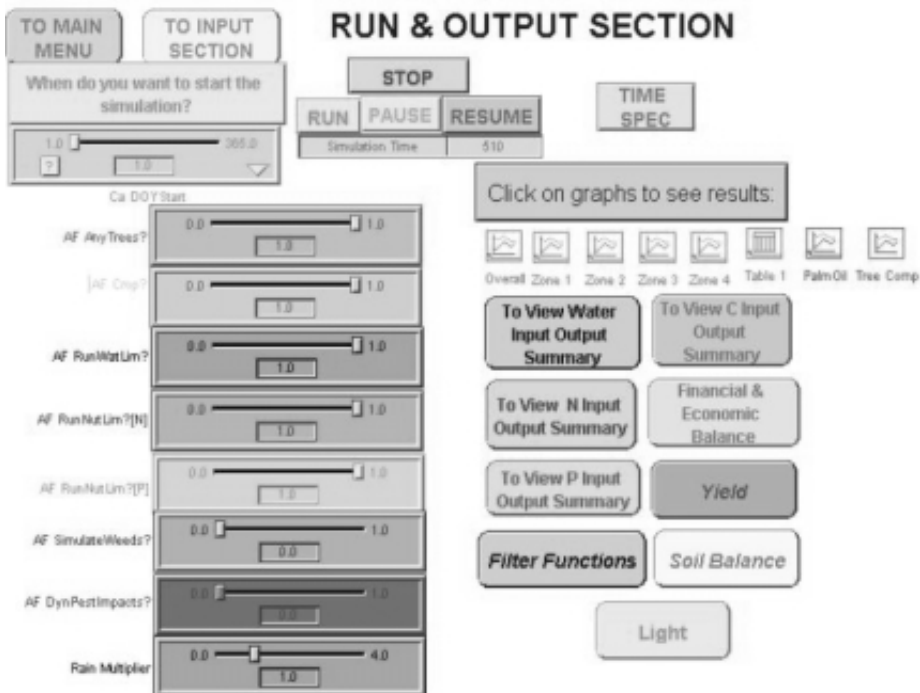 RUN & OUTPUT SECTION
TO MAIN
MENU
TO INPUT
SECTION
When do you want to start the
simulation?
1.0 365.0
?
1.0
Ca DOYStart
STOP
RUN PAUSE RESUME
Simulation Time 510
TIME
SPEC
Click on graphs to see results:
Overall Zone 1 Zone 2 Zone 3 Zone 4 Table 1 Palm Oil Tree Comp
AF AnyTrees?
0.0 1.0
1.0
AF Crop?
0.0 1.0
1.0
AF RunWatLim?
0.0 1.0
1.0
AF RunNutLim?[N]
0.0 1.0
1.0
AF RunNutLim?[P]
0.0 1.0
1.0
AF SimulateWeeds?
0.0 1.0
0.0
AF DynPestImpacts?
0.0 1.0
0.0
Rain Multiplier
0.0 4.0
1.0
To View Water
Input Output
Summary
To View C Input
Output
Summary
To View N Input
Output Summary
Financial &
Economic
Balance
To View P Input
Output Summary
Yield
Filter Functions
Soil Balance
Light